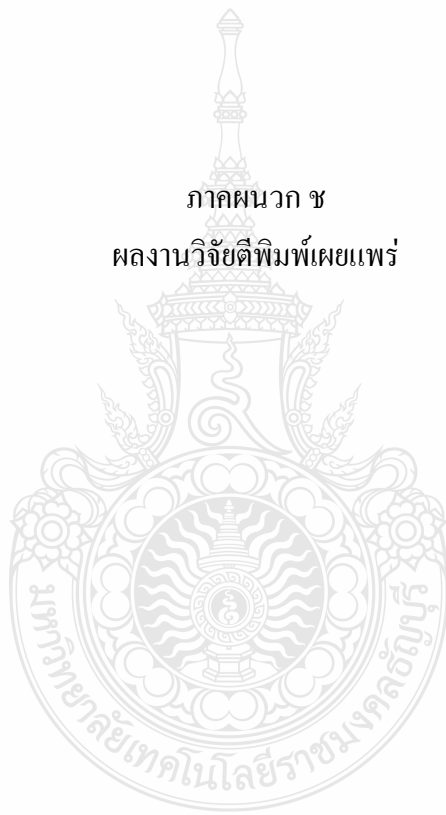 ภาคผนวก ช
ผลงานวิจัยตีพิมพ์เผยแพร่
มหาวิทยาลัยเทคโนโลยีราชมงคลธัญบุรี